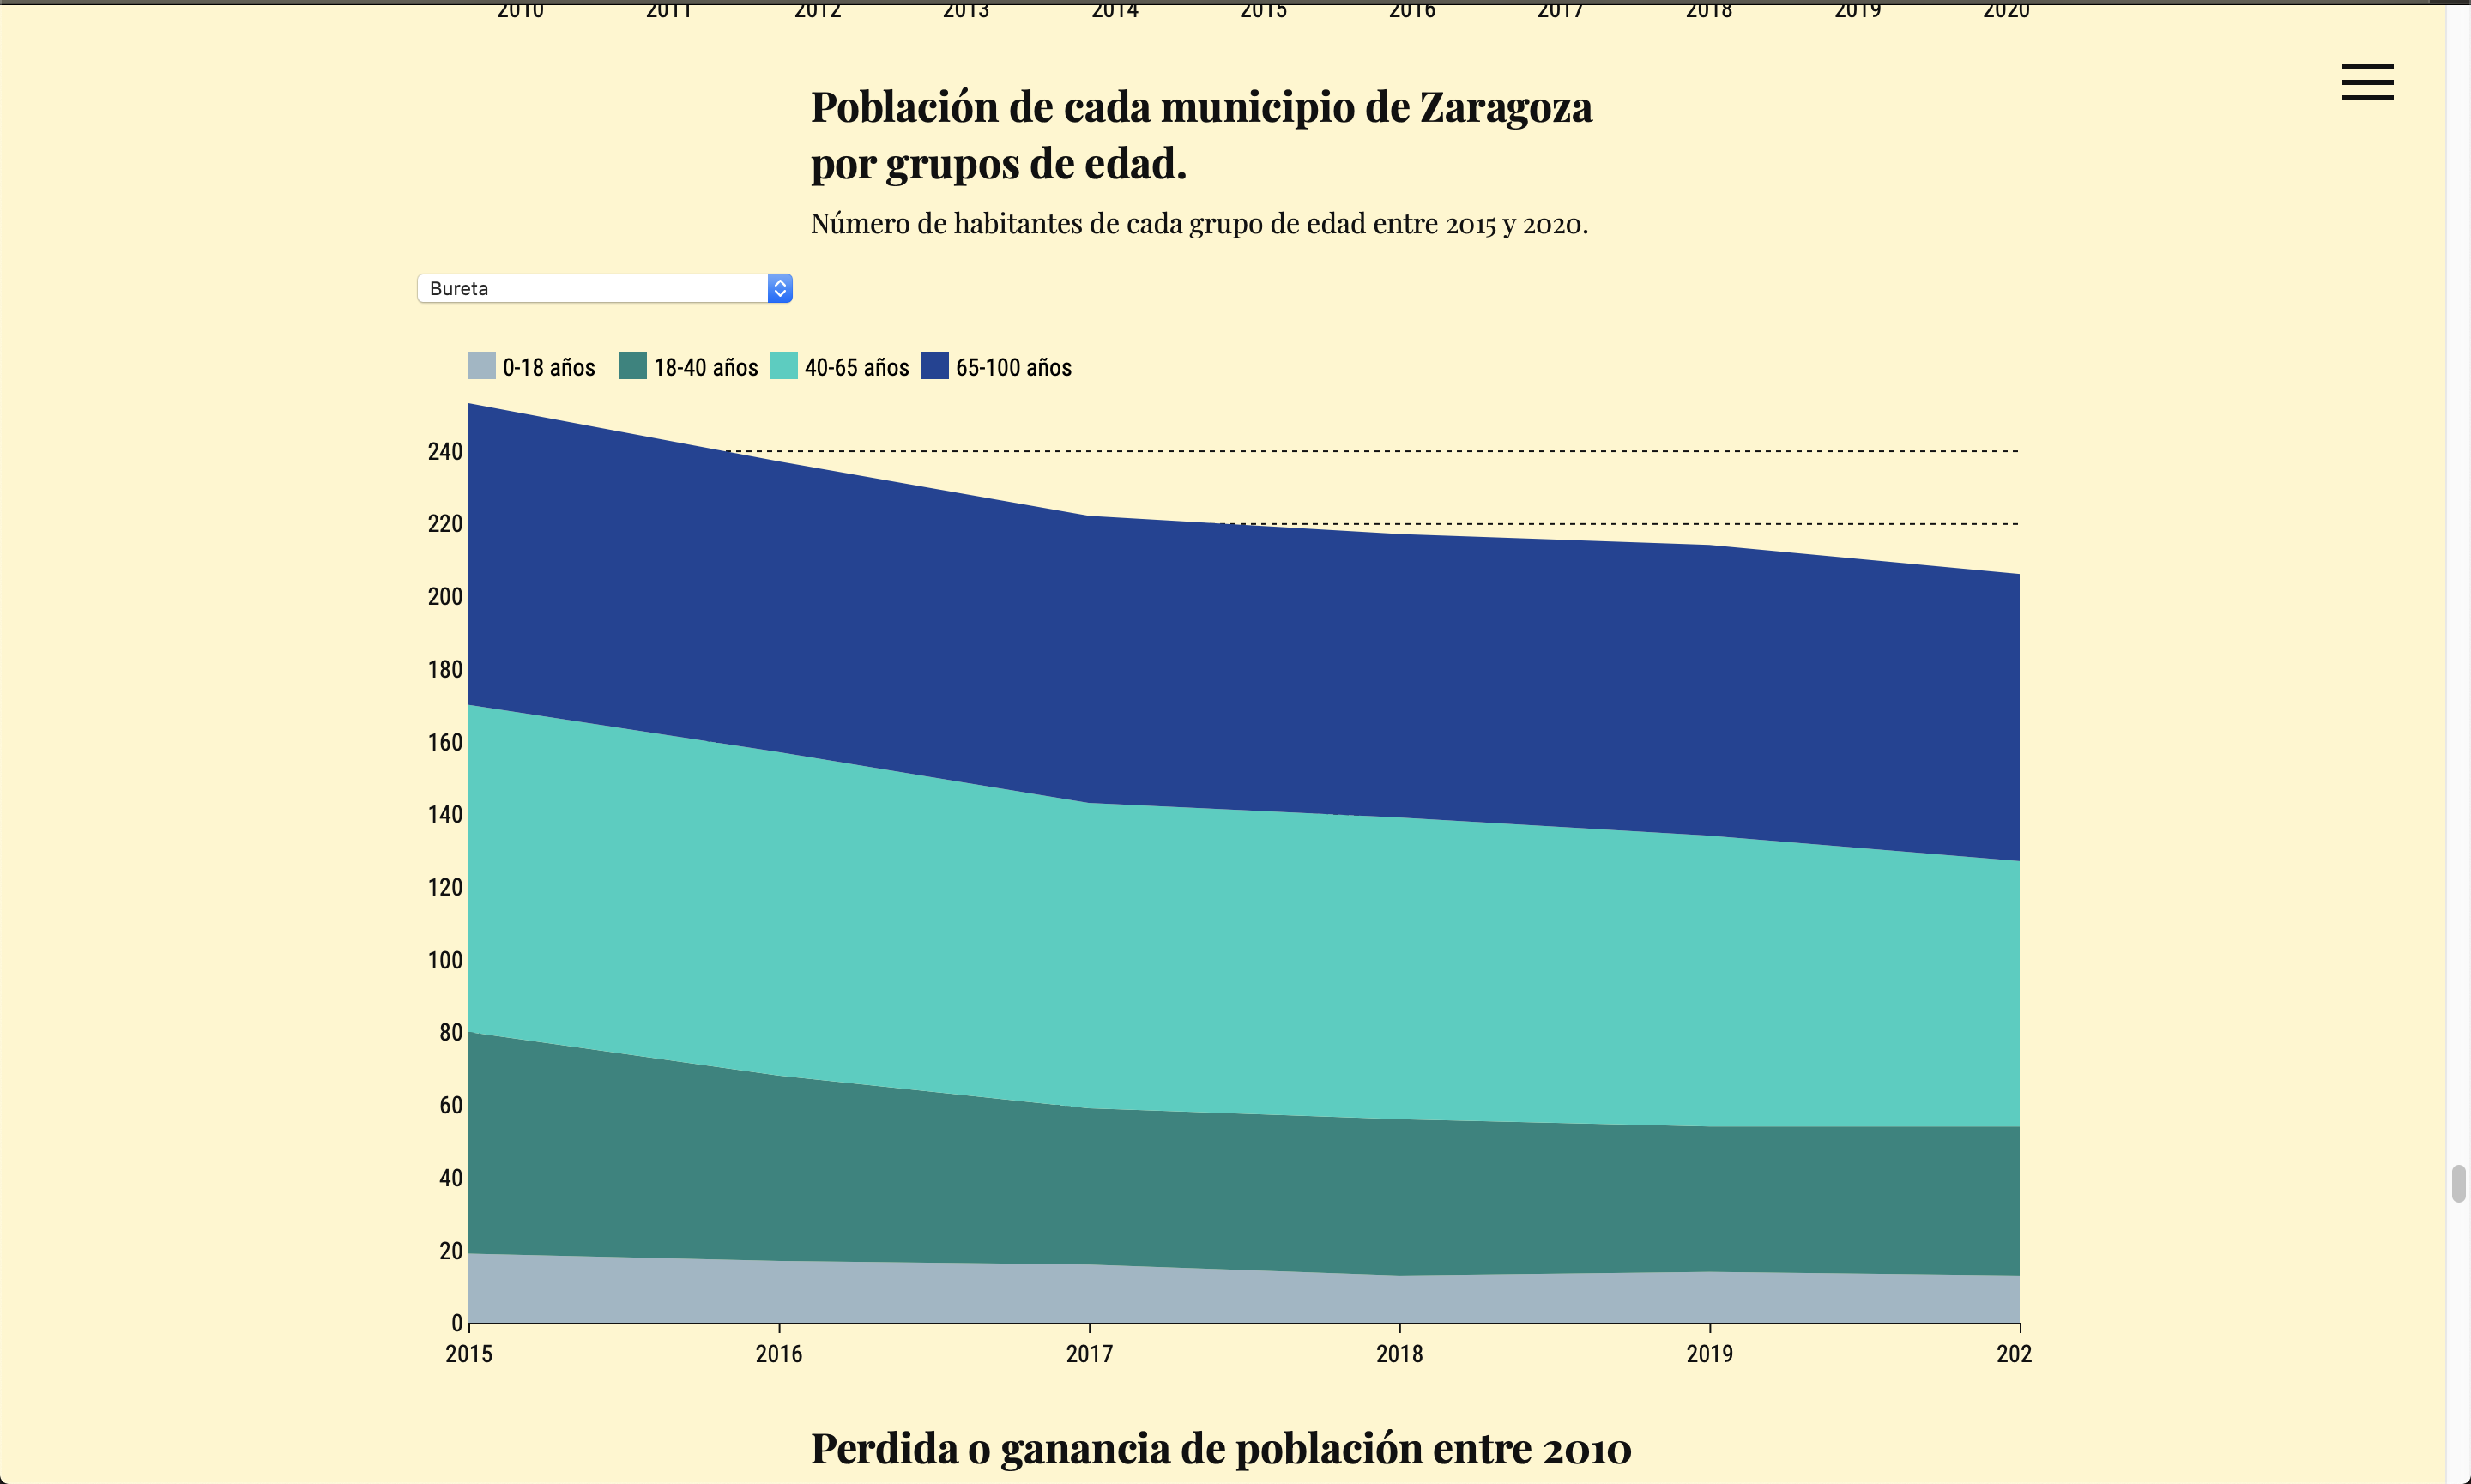 2010 2011 2012 2013 2014 2015 2016 2017 2018 2019 2020
Población de cada municipio de Zaragoza
por grupos de edad.
Número de habitantes de cada grupo de edad entre 2015 y 2020.
Bureta
0-18 años 18-40 años 40-65 años 65-100 años
240
220
200
180
160
140
120
100
80
60
40
20
0
2015 2016 2017 2018 2019 202
Perdida o ganancia de población entre 2010